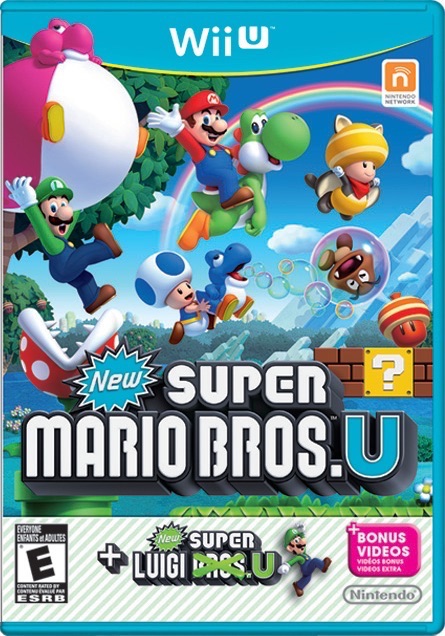 Wii U
NINTENDO
NETWORK
New SUPER
MARIO BROS. U
?
EVERYONE
ENFANTS et ADULTES
E
CONTENT RATED BY
CONTENU ÉVALUÉ PAR
ESRB
+ New SUPER
LUIGI BROS. U
+BONUS
VIDEOS
VIDÉOS BONUS
VIDEOS EXTRA
Nintendo